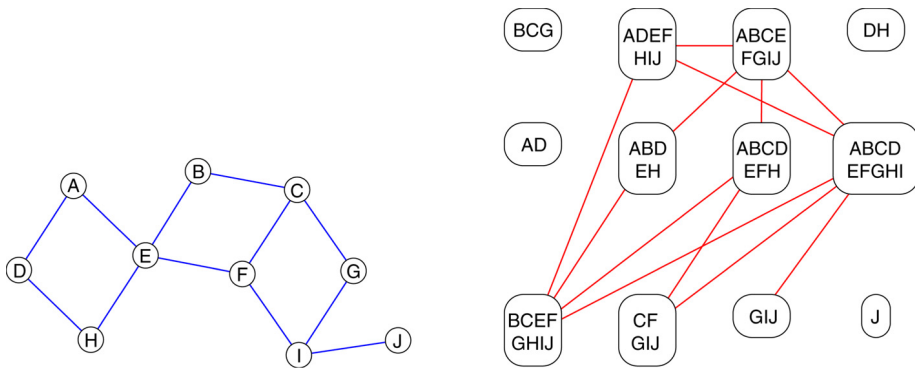 A
B
C
D
E
F
G
H
I
J
BCG
ADEF
HIJ
ABCE
FGIJ
DH
AD
ABD
EH
ABCD
EFH
ABCD
EFGHI
BCEF
GHIJ
CF
GIJ
GIJ
J